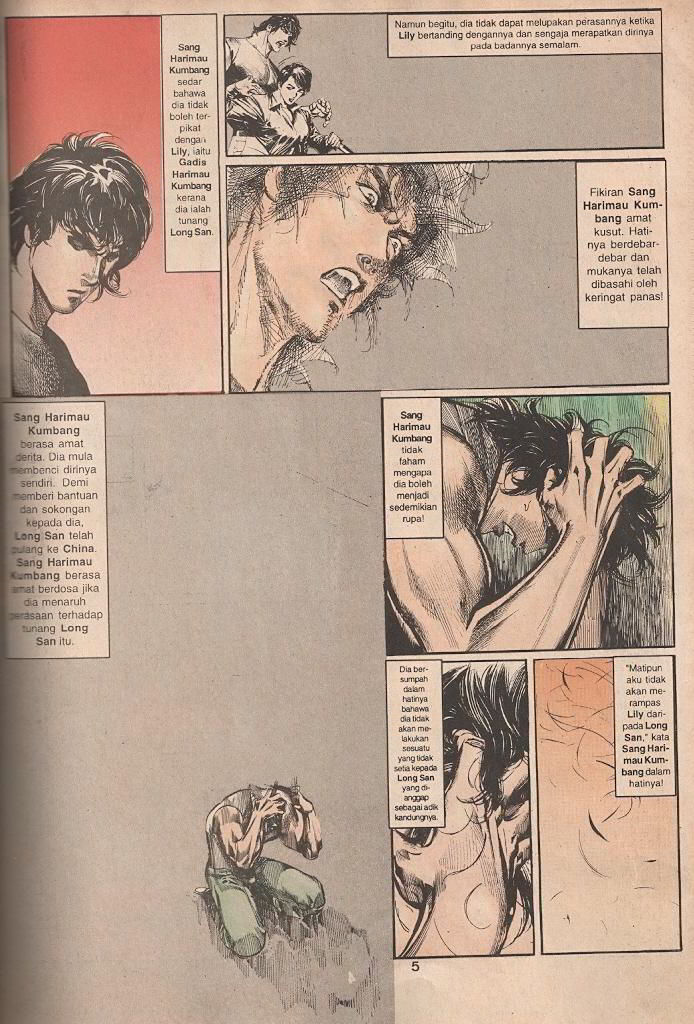 Sang
Harimau
Kumbang
sedar
bahawa
dia tidak
boleh ter-
pikat
dengan
Lily, iaitu
Gadis
Harimau
Kumbang
kerana
dia ialah
tunang
Long San.
Namun begitu, dia tidak dapat melupakan perasannya ketika
Lily bertanding dengannya dan sengaja merapatkan dirinya
pada badannya semalam.
Fikiran Sang
Harimau Kum-
bang amat
kusut. Hati-
nya berdebar-
debar dan
mukanya telah
dibasahi oleh
keringat panas!
Sang Harimau
Kumbang
berasa amat
derita. Dia mula
membenci dirinya
sendiri. Demi
memberi bantuan
dan sokongan
kepada dia,
Long San telah
pulang ke China.
Sang Harimau
Kumbang berasa
amat berdosa jika
dia menaruh
perasaan terhadap
tunang Long
San itu.
Sang
Harimau
Kumbang
tidak
faham
mengapa
dia boleh
menjadi
sedemikian
rupa!
Dia ber-
sumpah
dalam
hatinya
bahawa
dia tidak
akan me-
lakukan
sesuatu
yang tidak
setia kepada
Long San
yang di-
anggap
sebagai adik
kandungnya.
"Matipun
aku tidak
akan me-
rampas
Lily dari-
pada Long
San," kata
Sang Hari-
mau Kum-
bang dalam
hatinya!
5